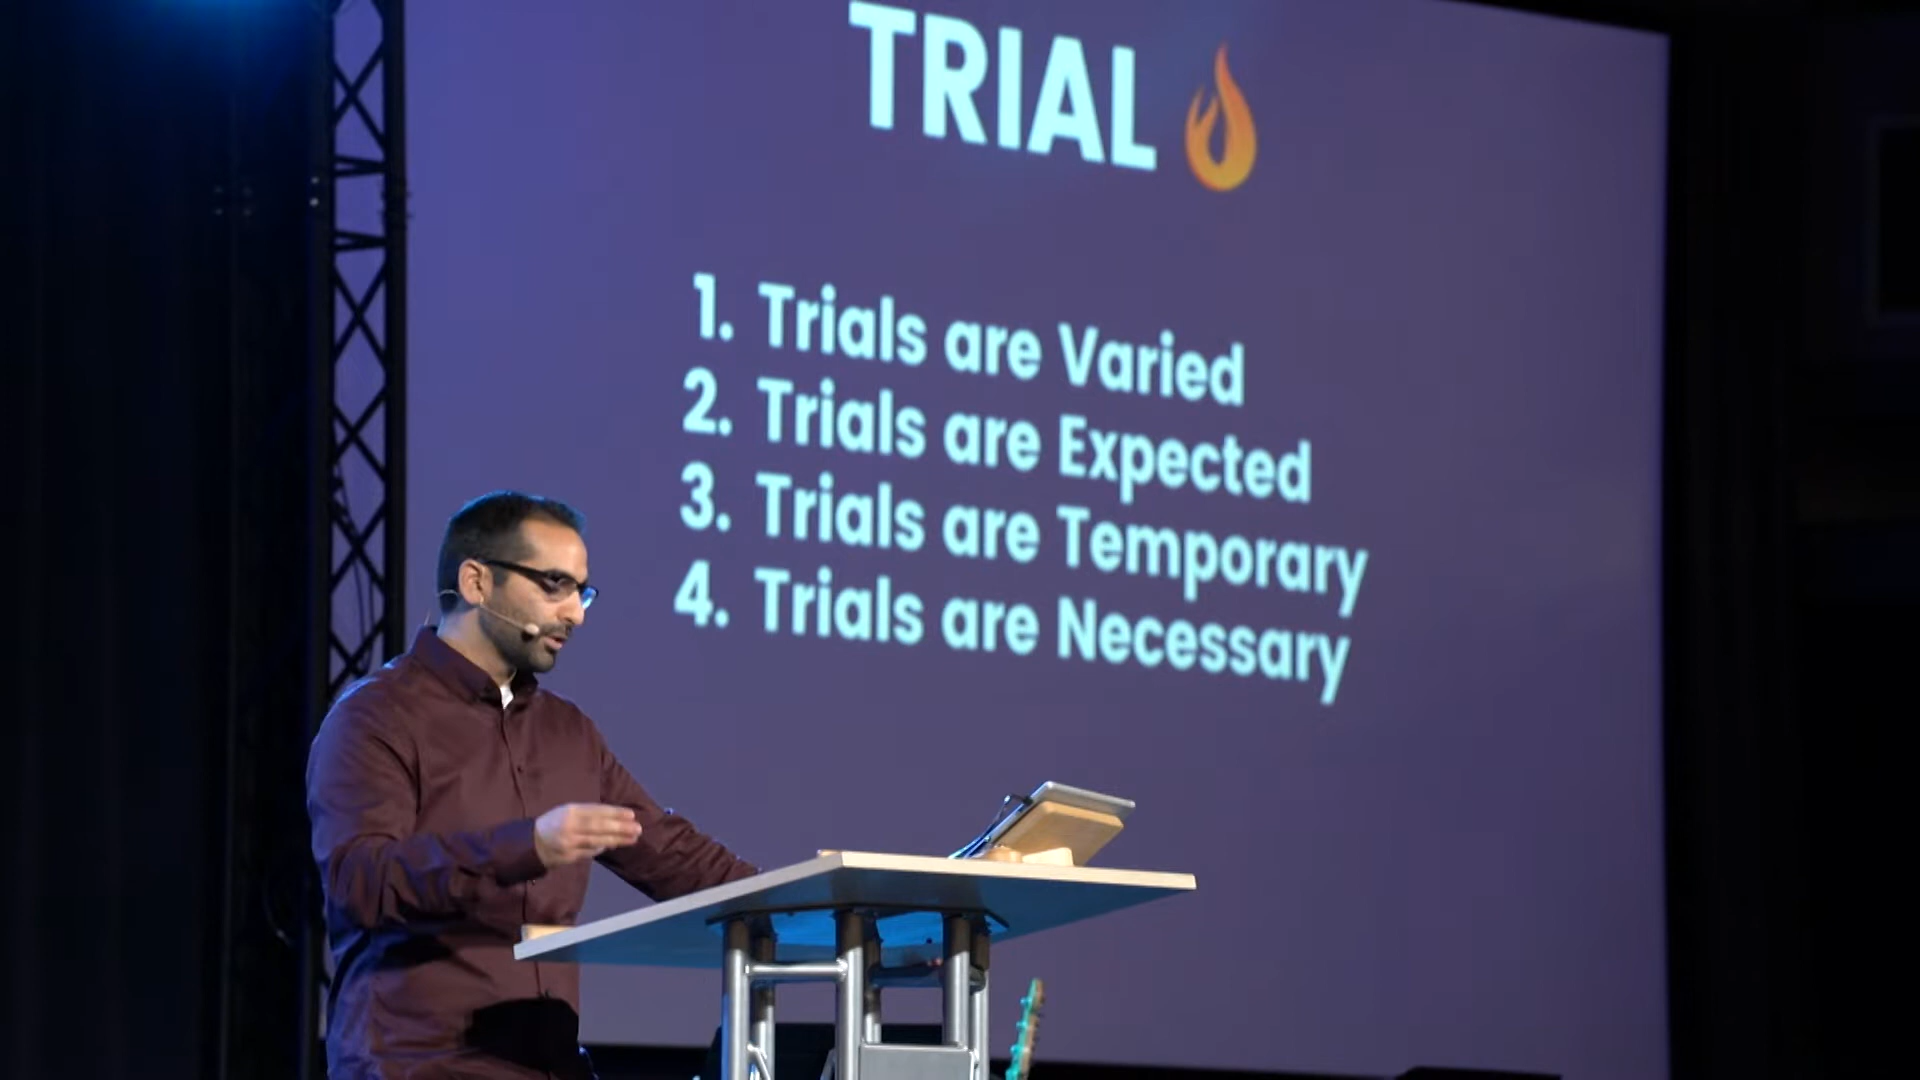 TRIAL
1. Trials are Varied
2. Trials are Expected
3. Trials are Temporary
4. Trials are Necessary